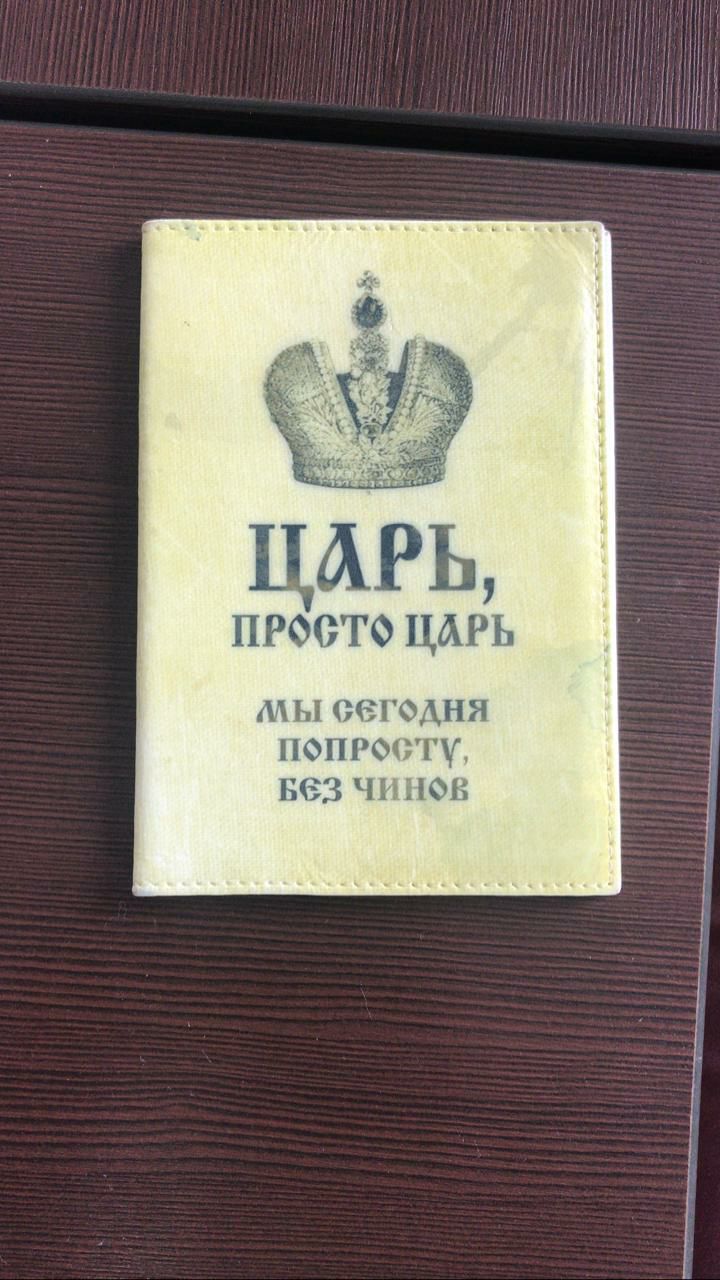 ЦАРЬ,
ПРОСТО ЦАРЬ
МЫ СЕГОДНЯ
ПОПРОСТУ,
БЕЗ ЧИНОВ